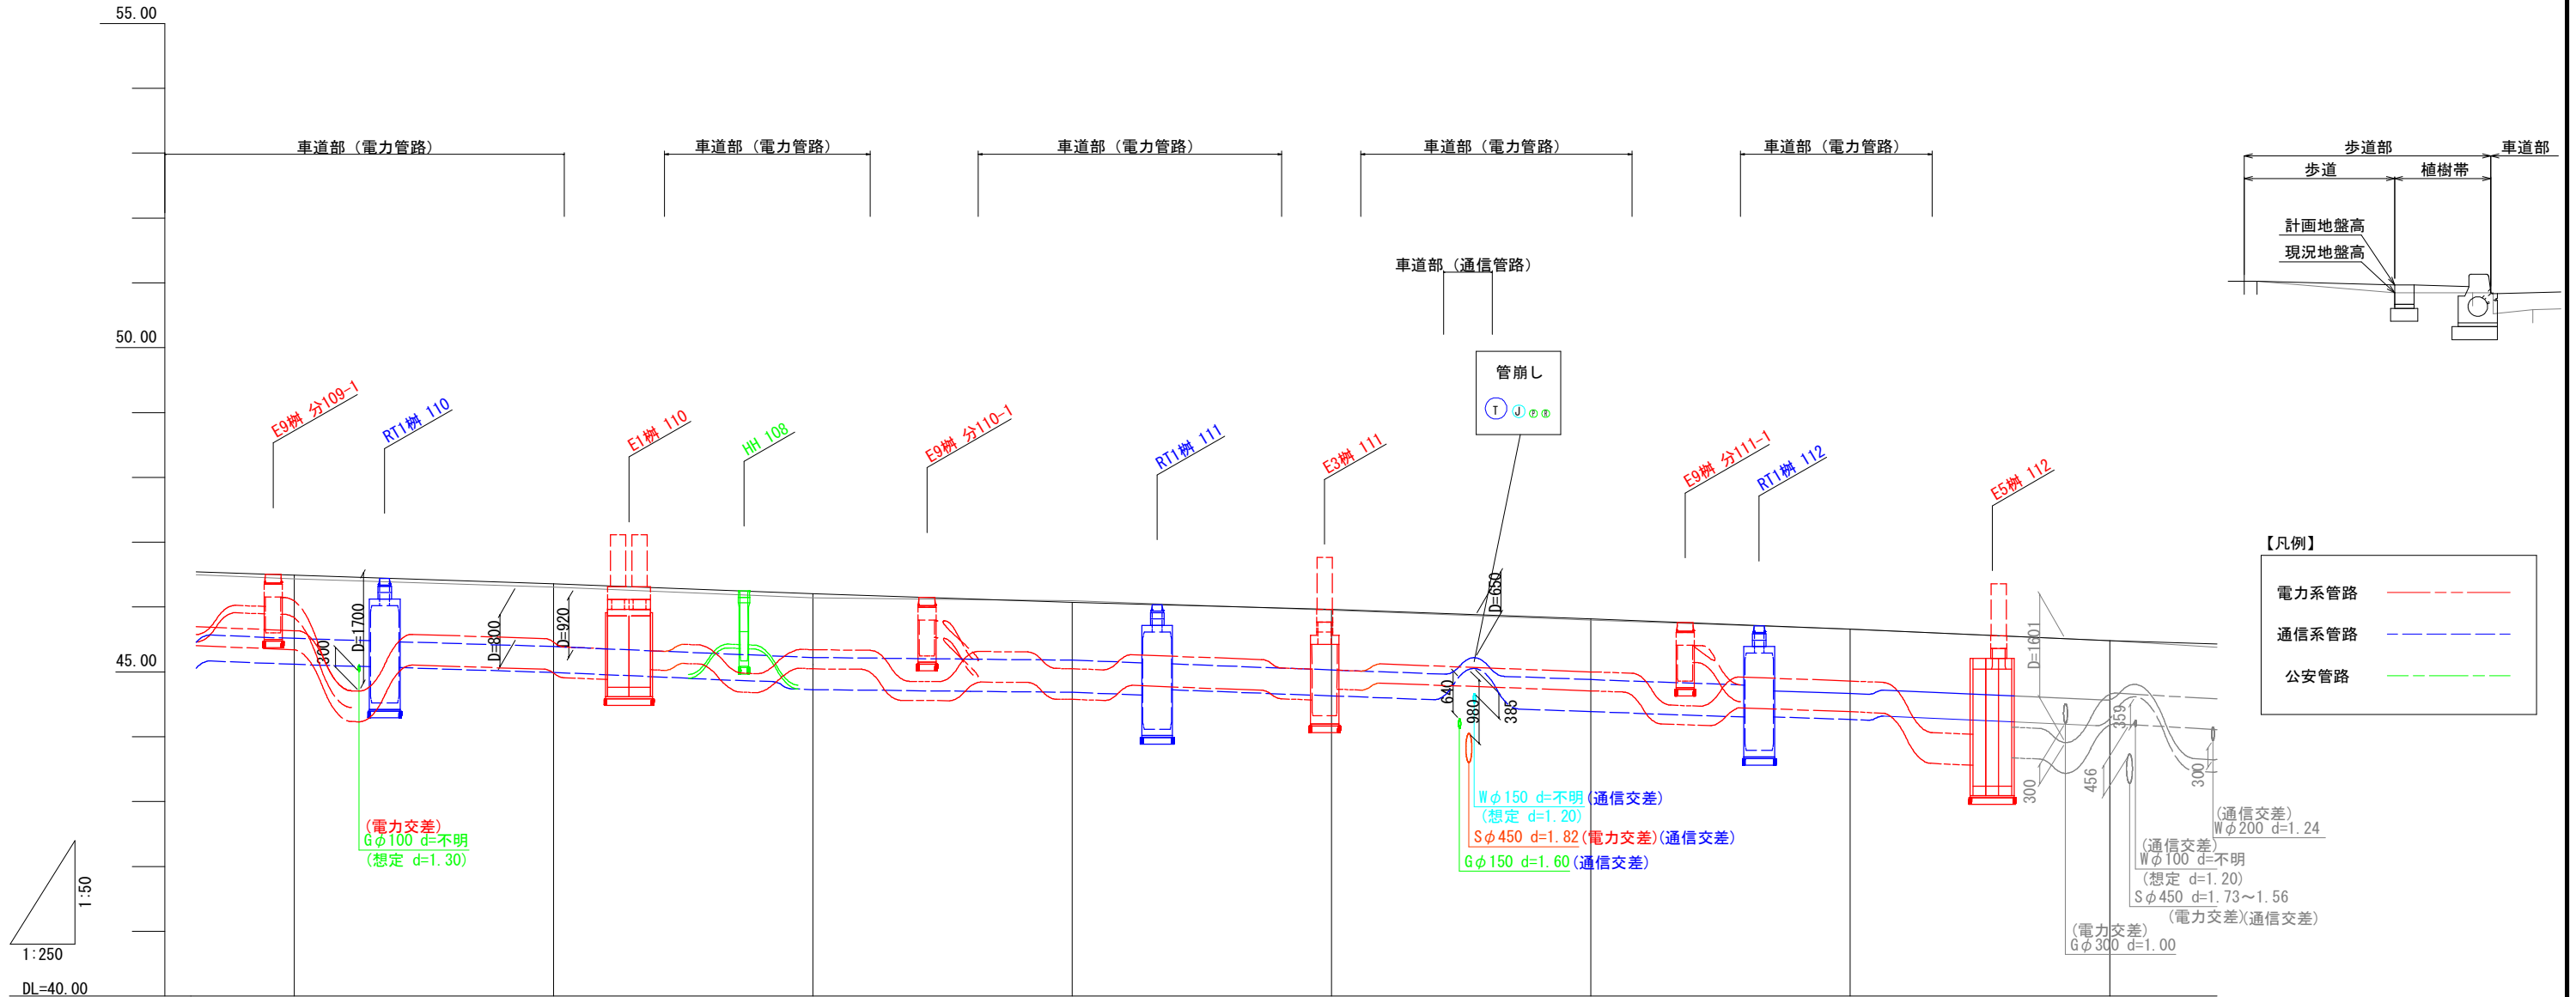 55.00
車道部（電力管路）
車道部（電力管路）
車道部（電力管路）
車道部（電力管路）
車道部（電力管路）
歩道部
車道部
歩道
植樹帯
計画地盤高
現況地盤高
車道部（通信管路）
50.00
管崩し
T J P R
E9桝 分109-1
RT1桝 110
E1桝 110
HH 108
E9桝 分110-1
RT1桝 111
E3桝 111
E9桝 分111-1
RT1桝 112
E5桝 112
【凡例】
電力系管路
通信系管路
公安管路
45.00
300
D=1700
D=800
D=920
D=650
640
980
385
D=1601
359
300
456
300
(電力交差)
Gφ100 d=不明
(想定 d=1.30)
Wφ150 d=不明(通信交差)
(想定 d=1.20)
Sφ450 d=1.82(電力交差)(通信交差)
Gφ150 d=1.60(通信交差)
(通信交差)
Wφ200 d=1.24
(通信交差)
Wφ100 d=不明
(想定 d=1.20)
Sφ450 d=1.73～1.56
(電力交差)(通信交差)
(電力交差)
Gφ300 d=1.00
1:50
1:250
DL=40.00